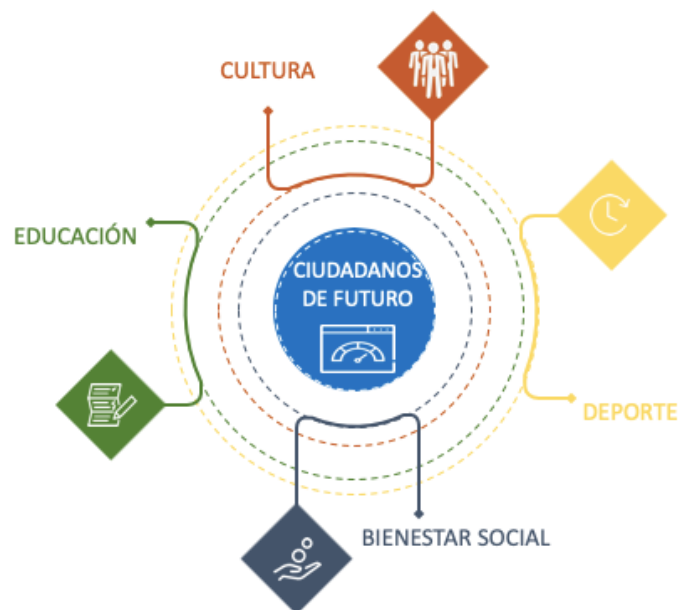 CULTURA
EDUCACIÓN
CIUDADANOS
DE FUTURO
DEPORTE
BIENESTAR SOCIAL